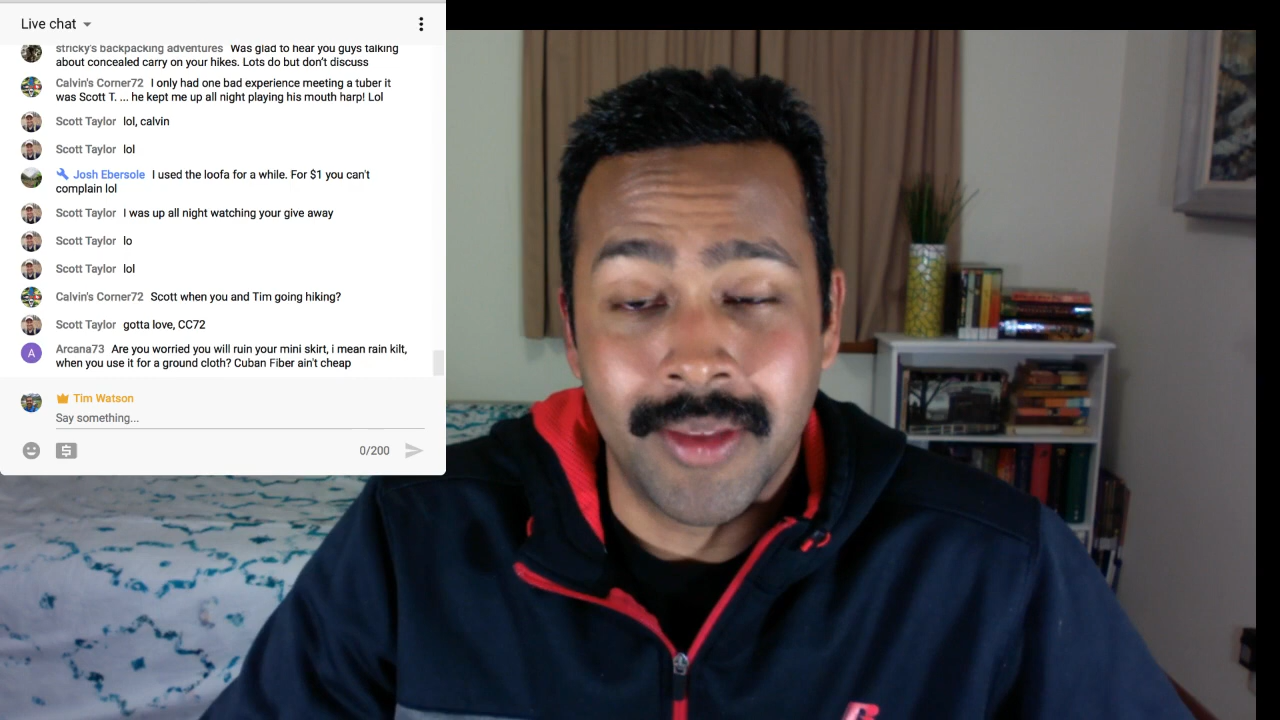 Live chat
stricky's backpacking adventures Was glad to hear you guys talking
about concealed carry on your hikes. Lots do but don't discuss
Calvin's Corner72 I only had one bad experience meeting a tuber it
was Scott T. ... he kept me up all night playing his mouth harp! Lol
Scott Taylor lol, calvin
Scott Taylor lol
Josh Ebersole I used the loofa for a while. For $1 you can't
complain lol
Scott Taylor I was up all night watching your give away
Scott Taylor lo
Scott Taylor lol
Calvin's Corner72 Scott when you and Tim going hiking?
Scott Taylor gotta love, CC72
A
Arcana73 Are you worried you will ruin your mini skirt, i mean rain kilt,
when you use it for a ground cloth? Cuban Fiber ain't cheap
Tim Watson
Say something...
0/200